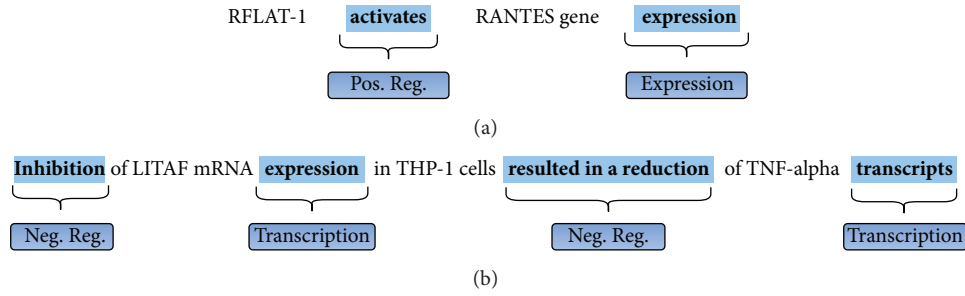 RFLAT-1 activates RANTES gene expression
Pos. Reg. Expression
(a)
Inhibition of LITAF mRNA expression in THP-1 cells resulted in a reduction of TNF-alpha transcripts
Neg. Reg. Transcription Neg. Reg. Transcription
(b)